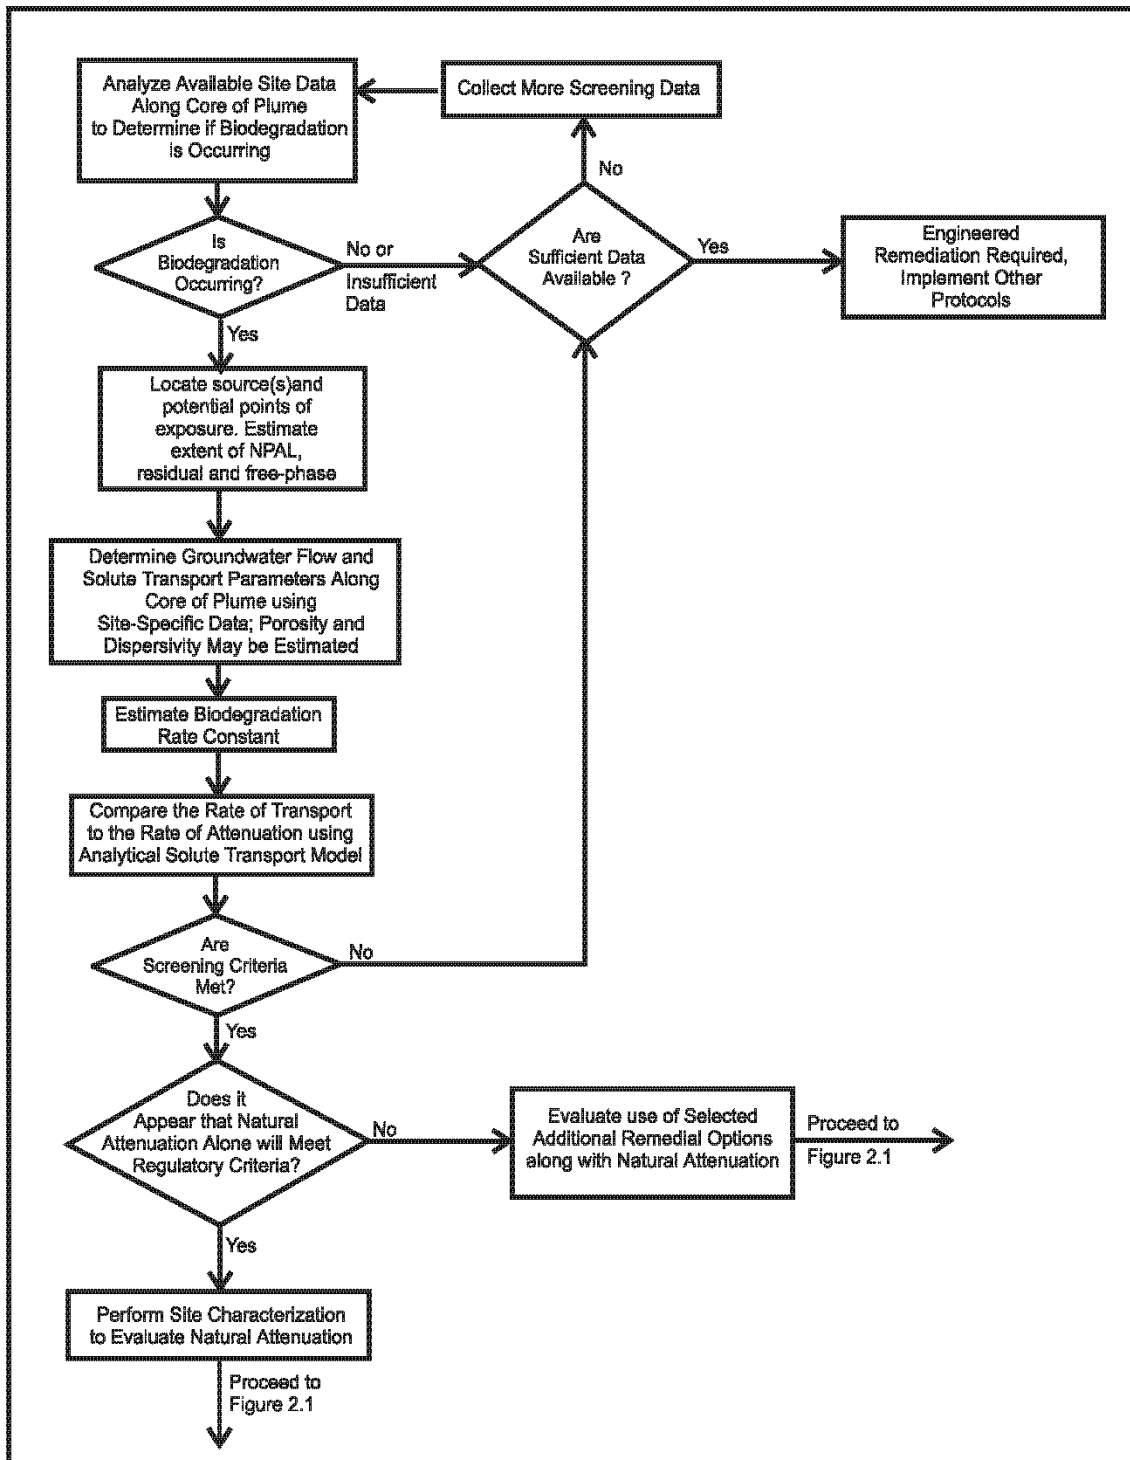 Analyze Available Site Data
Along Core of Plume
to Determine if Biodegradation
is Occurring
Collect More Screening Data
No
Is
Biodegradation
Occurring?
No or
Insufficient
Data
Are
Sufficient Data
Available ?
Yes
Engineered
Remediation Required,
Implement Other
Protocols
Yes
Locate source(s)and
potential points of
exposure. Estimate
extent of NPAL,
residual and free-phase
Determine Groundwater Flow and
Solute Transport Parameters Along
Core of Plume using
Site-Specific Data; Porosity and
Dispersivity May be Estimated
Estimate Biodegradation
Rate Constant
Compare the Rate of Transport
to the Rate of Attenuation using
Analytical Solute Transport Model
Are
Screening Criteria
Met?
No
Yes
Does it
Appear that Natural
Attenuation Alone will Meet
Regulatory Criteria?
No
Evaluate use of Selected
Additional Remedial Options
along with Natural Attenuation
Proceed to
Figure 2.1
Yes
Perform Site Characterization
to Evaluate Natural Attenuation
Proceed to
Figure 2.1